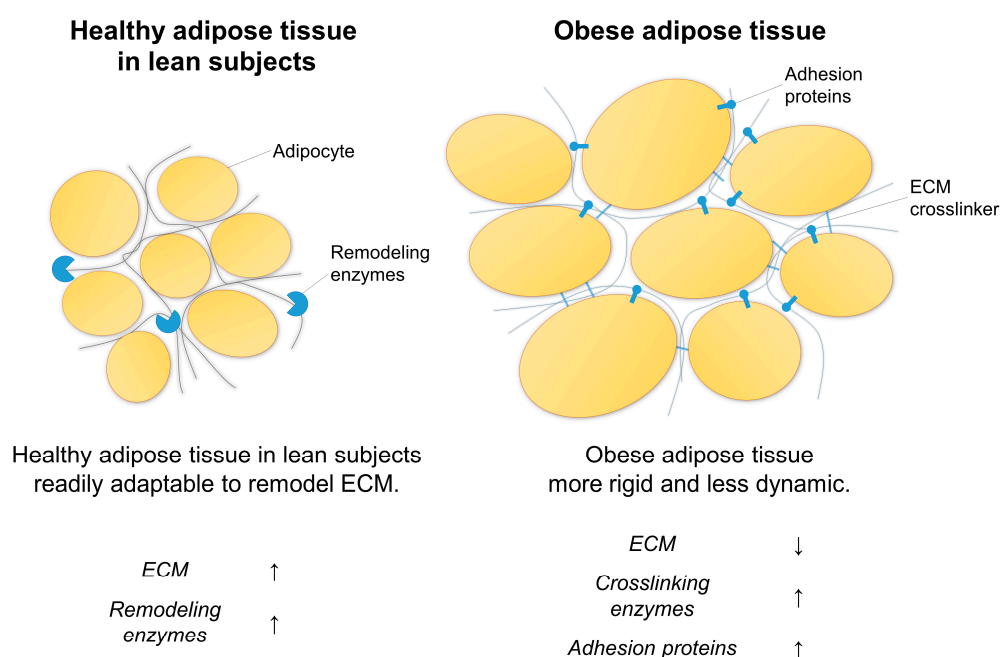 Healthy adipose tissue
in lean subjects
Obese adipose tissue
Adhesion
proteins
Adipocyte
ECM
crosslinker
Remodeling
enzymes
Healthy adipose tissue in lean subjects
readily adaptable to remodel ECM.
Obese adipose tissue
more rigid and less dynamic.
ECM ↑
Remodeling
enzymes ↑
ECM ↓
Crosslinking
enzymes ↑
Adhesion proteins ↑